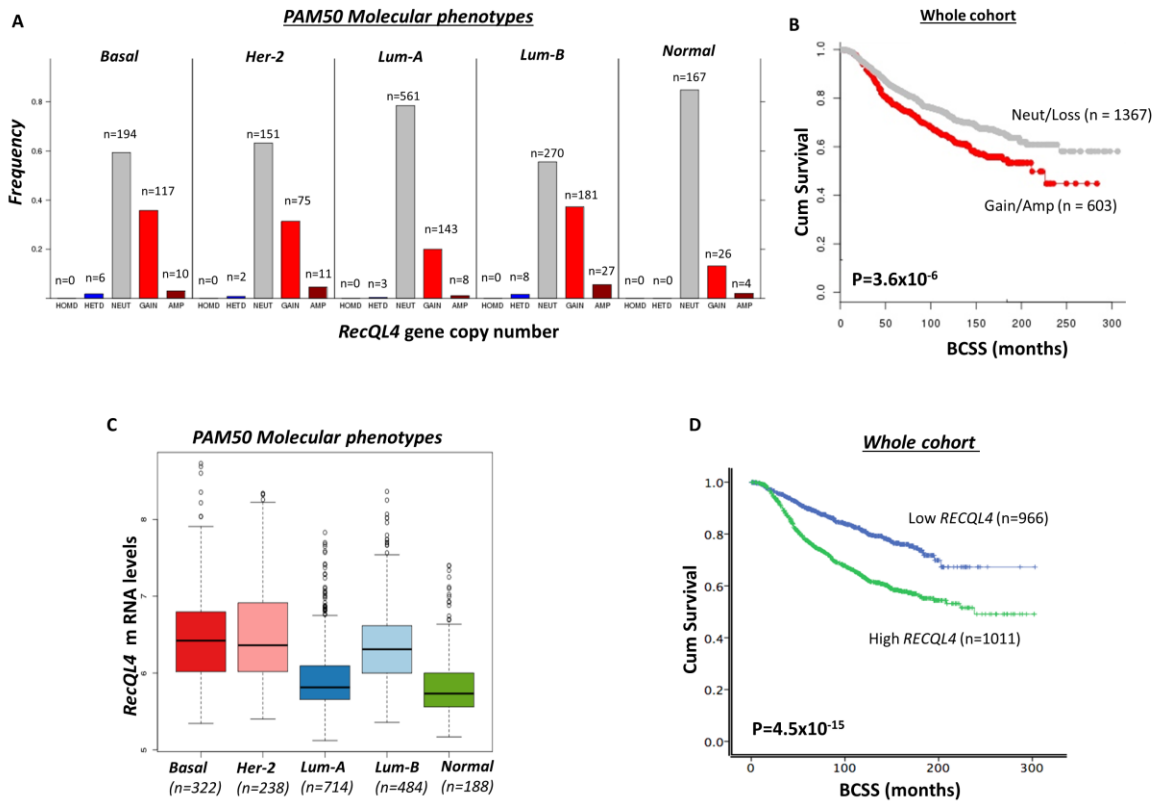 A
PAM50 Molecular phenotypes
Basal
Her-2
Lum-A
Lum-B
Normal
Frequency
0.8
0.6
0.4
0.2
n=0
n=6
n=194
n=117
n=10
n=0
n=2
n=151
n=75
n=11
n=0
n=3
n=561
n=143
n=8
n=0
n=8
n=270
n=181
n=27
n=0
n=0
n=167
n=26
n=4
HOMD HETD NEUT GAIN AMP
HOMD HETD NEUT GAIN AMP
HOMD HETD NEUT GAIN AMP
HOMD HETD NEUT GAIN AMP
HOMD HETD NEUT GAIN AMP
RecQL4 gene copy number
B
Whole cohort
Cum Survival
1.0
0.8
0.6
0.4
0.2
0.0
Neut/Loss (n = 1367)
Gain/Amp (n = 603)
P=3.6x10-6
0 50 100 150 200 250 300
BCSS (months)
C
PAM50 Molecular phenotypes
RecQL4 m RNA levels
8
7
6
5
Basal Her-2 Lum-A Lum-B Normal
(n=322) (n=238) (n=714) (n=484) (n=188)
D
Whole cohort
Cum Survival
1.0
0.8
0.6
0.4
0.2
0.0
Low RECQL4 (n=966)
High RECQL4 (n=1011)
P=4.5x10-15
0 100 200 300
BCSS (months)